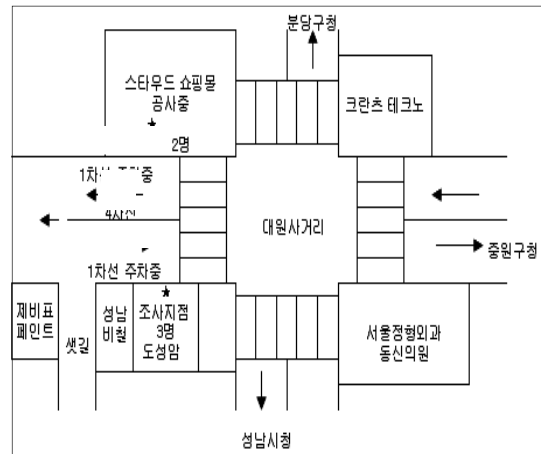 분당구청
스타우드 쇼핑몰
공사중
크란츠 테크노
★
2명
1차선 주차중
4차선
대원사거리
중원구청
1차선 주차중
★
제비표
페인트
샛길
성남
비철
조사지점
3명
도성암
서울정형외과
동신의원
성남시청